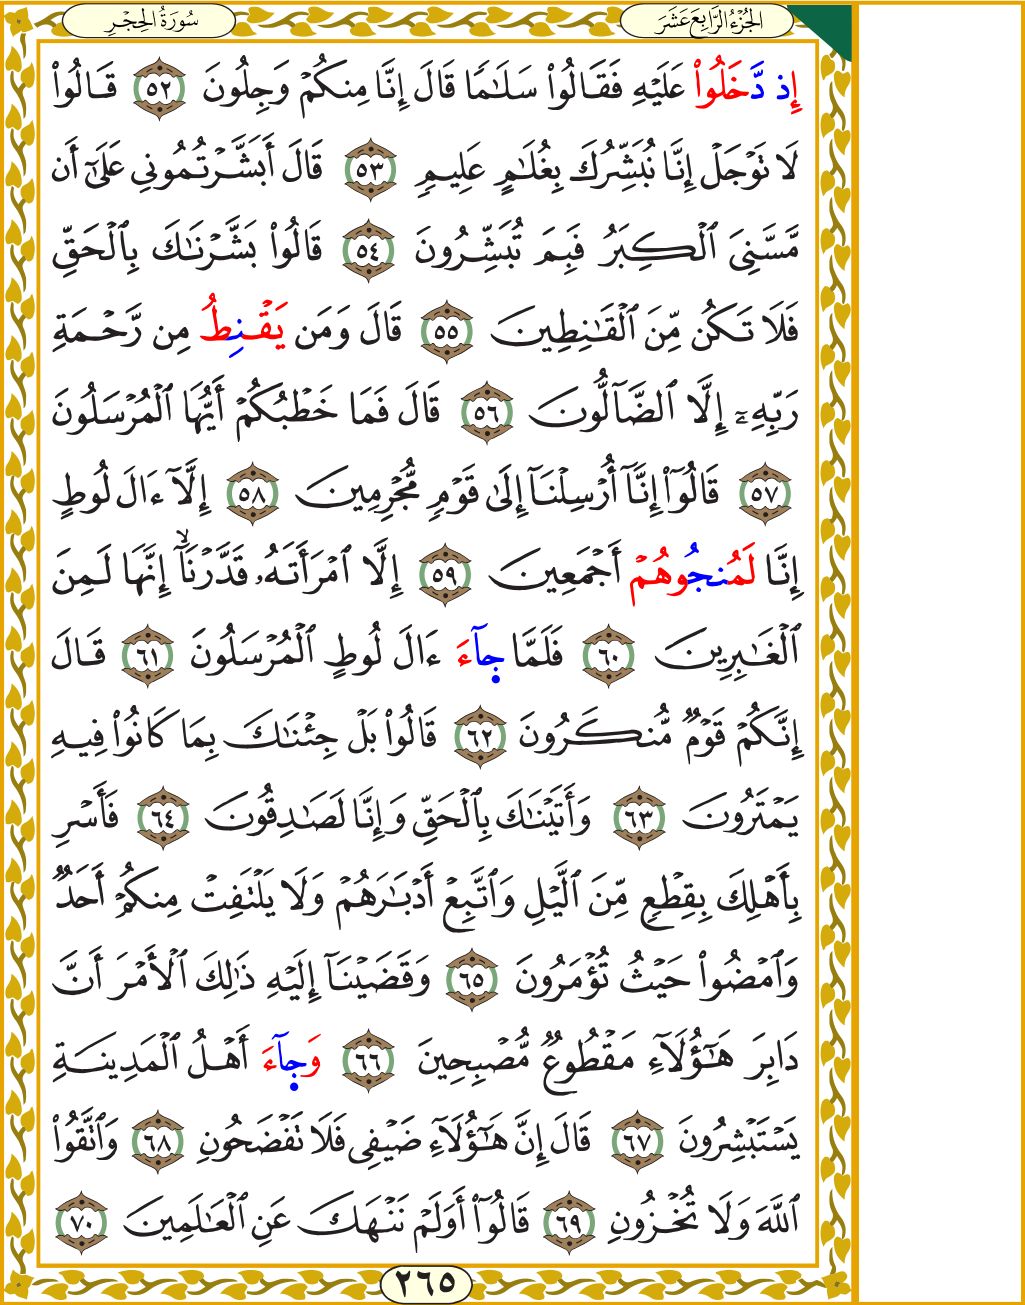 الجُزْءُ الرَّابِعَ عَشَرَ
سُورَةُ الحِجْرِ
إِذ دَّخَلُواْ عَلَيۡهِ فَقَالُواْ سَلَٰمٗا قَالَ إِنَّا مِنكُمۡ وَجِلُونَ ٥٢ قَالُواْ
لَا تَوۡجَلۡ إِنَّا نُبَشِّرُكَ بِغُلَٰمٍ عَلِيمٖ ٥٣ قَالَ أَبَشَّرۡتُمُونِي عَلَىٰٓ أَن
مَّسَّنِيَ ٱلۡكِبَرُ فَبِمَ تُبَشِّرُونَ ٥٤ قَالُواْ بَشَّرۡنَٰكَ بِٱلۡحَقِّ
فَلَا تَكُن مِّنَ ٱلۡقَٰنِطِينَ ٥٥ قَالَ وَمَن يَقۡنِطُ مِن رَّحۡمَةِ
رَبِّهِۦٓ إِلَّا ٱلضَّآلُّونَ ٥٦ قَالَ فَمَا خَطۡبُكُمۡ أَيُّهَا ٱلۡمُرۡسَلُونَ
٥٧ قَالُوٓاْ إِنَّآ أُرۡسِلۡنَآ إِلَىٰ قَوۡمٖ مُّجۡرِمِينَ ٥٨ إِلَّآ ءَالَ لُوطٍ
إِنَّا لَمُنجُوهُمۡ أَجۡمَعِينَ ٥٩ إِلَّا ٱمۡرَأَتَهُۥ قَدَّرۡنَآۙ إِنَّهَا لَمِنَ
ٱلۡغَٰبِرِينَ ٦٠ فَلَمَّا جَآءَ ءَالَ لُوطٍ ٱلۡمُرۡسَلُونَ ٦١ قَالَ
إِنَّكُمۡ قَوۡمٞ مُّنكَرُونَ ٦٢ قَالُواْ بَلۡ جِئۡنَٰكَ بِمَا كَانُواْ فِيهِ
يَمۡتَرُونَ ٦٣ وَأَتَيۡنَٰكَ بِٱلۡحَقِّ وَإِنَّا لَصَٰدِقُونَ ٦٤ فَأَسۡرِ
بِأَهۡلِكَ بِقِطۡعٖ مِّنَ ٱلَّيۡلِ وَٱتَّبِعۡ أَدۡبَٰرَهُمۡ وَلَا يَلۡتَفِتۡ مِنكُمۡ أَحَدٞ
وَٱمۡضُواْ حَيۡثُ تُؤۡمَرُونَ ٦٥ وَقَضَيۡنَآ إِلَيۡهِ ذَٰلِكَ ٱلۡأَمۡرَ أَنَّ
دَابِرَ هَٰٓؤُلَآءِ مَقۡطُوعٞ مُّصۡبِحِينَ ٦٦ وَجَآءَ أَهۡلُ ٱلۡمَدِينَةِ
يَسۡتَبۡشِرُونَ ٦٧ قَالَ إِنَّ هَٰٓؤُلَآءِ ضَيۡفِي فَلَا تَفۡضَحُونِ ٦٨ وَٱتَّقُواْ
ٱللَّهَ وَلَا تُخۡزُونِ ٦٩ قَالُوٓاْ أَوَلَمۡ نَنۡهَكَ عَنِ ٱلۡعَٰلَمِينَ ٧٠
٢٦٥